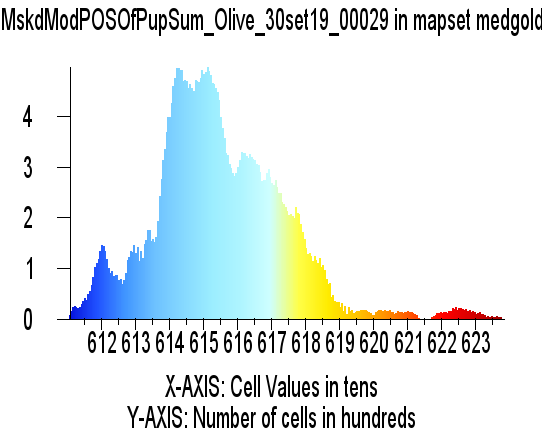 MskdModPOSOfPupSum_Olive_30set19_00029 in mapset medgold
4
3
2
1
0
612 613 614 615 616 617 618 619 620 621 622 623
X-AXIS: Cell Values in tens
Y-AXIS: Number of cells in hundreds